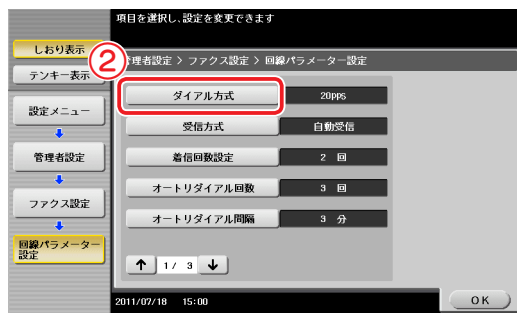 項目を選択し、設定を変更できます
しおり表示
テンキー表示
②
管理者設定 > ファクス設定 > 回線パラメーター設定
設定メニュー
管理者設定
ファクス設定
回線パラメーター
設定
ダイアル方式 20pps
受信方式 自動受信
着信回数設定 2 回
オートリダイアル回数 3 回
オートリダイアル間隔 3 分
↑ 1/ 3 ↓
2011/07/18 15:00
OK